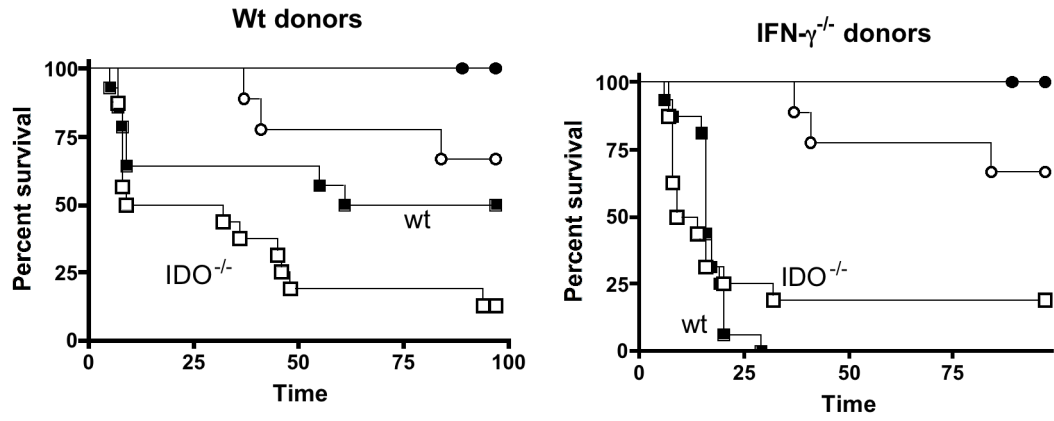 Wt donors
Percent survival
100
75
50
25
0
wt
IDO-/-
0 25 50 75 100
Time
IFN-γ-/- donors
Percent survival
100
75
50
25
0
IDO-/-
wt
0 25 50 75
Time